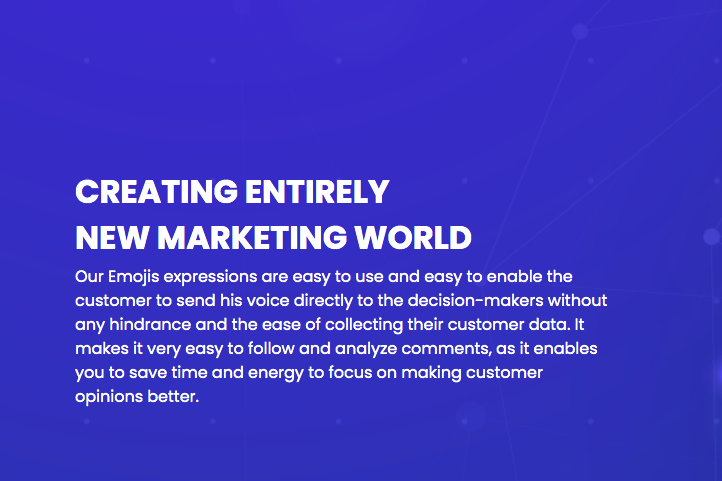 CREATING ENTIRELY
NEW MARKETING WORLD
Our Emojis expressions are easy to use and easy to enable the
customer to send his voice directly to the decision-makers without
any hindrance and the ease of collecting their customer data. It
makes it very easy to follow and analyze comments, as it enables
you to save time and energy to focus on making customer
opinions better.